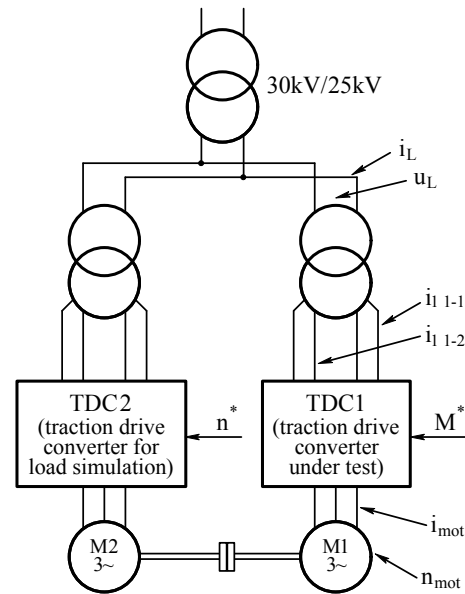 30kV/25kV
i_L
u_L
i_1 1-1
i_1 1-2
TDC2
(traction drive
converter for
load simulation)
n*
TDC1
(traction drive
converter
under test)
M*
i_mot
M2
3~
M1
3~
n_mot